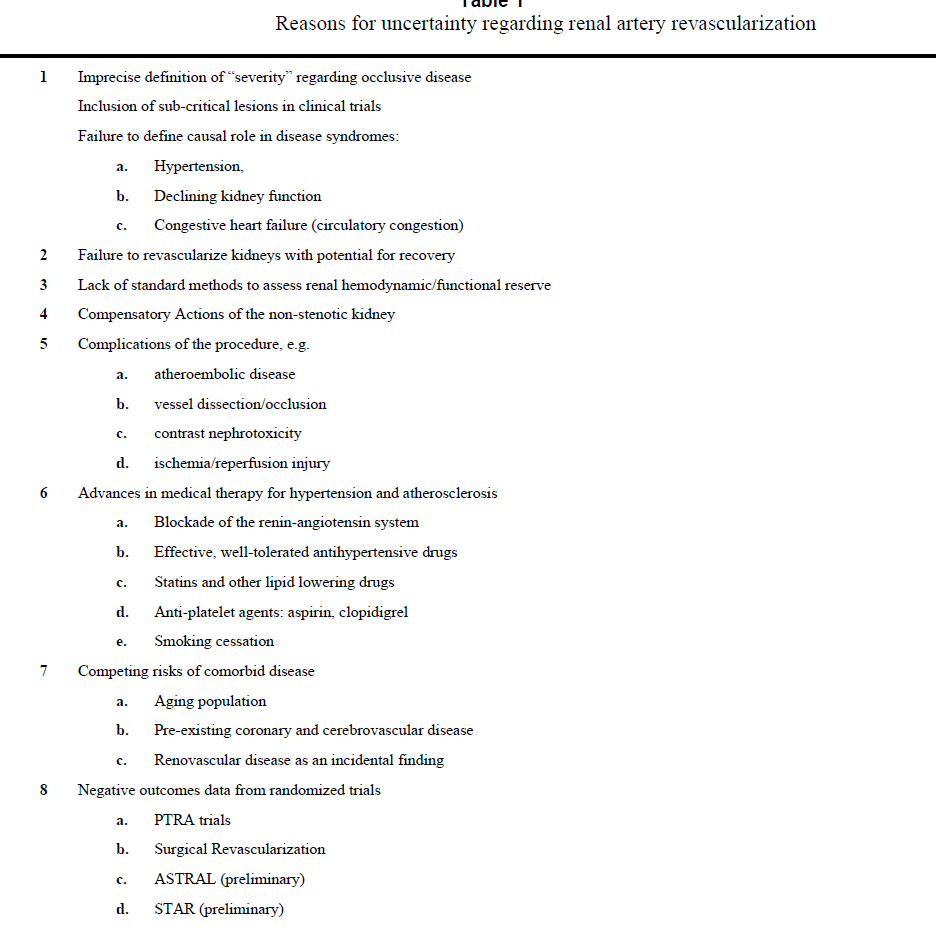 Table 1
Reasons for uncertainty regarding renal artery revascularization
1 Imprecise definition of “severity” regarding occlusive disease
Inclusion of sub-critical lesions in clinical trials
Failure to define causal role in disease syndromes:
a. Hypertension,
b. Declining kidney function
c. Congestive heart failure (circulatory congestion)
2 Failure to revascularize kidneys with potential for recovery
3 Lack of standard methods to assess renal hemodynamic/functional reserve
4 Compensatory Actions of the non-stenotic kidney
5 Complications of the procedure, e.g.
a. atheroembolic disease
b. vessel dissection/occlusion
c. contrast nephrotoxicity
d. ischemia/reperfusion injury
6 Advances in medical therapy for hypertension and atherosclerosis
a. Blockade of the renin-angiotensin system
b. Effective, well-tolerated antihypertensive drugs
c. Statins and other lipid lowering drugs
d. Anti-platelet agents: aspirin, clopidigrel
e. Smoking cessation
7 Competing risks of comorbid disease
a. Aging population
b. Pre-existing coronary and cerebrovascular disease
c. Renovascular disease as an incidental finding
8 Negative outcomes data from randomized trials
a. PTRA trials
b. Surgical Revascularization
c. ASTRAL (preliminary)
d. STAR (preliminary)